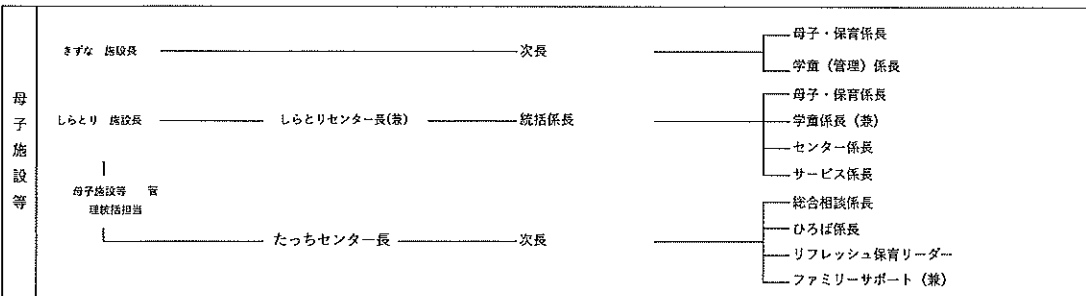 母子施設等
きずな 施設長 次長
母子・保育係長
学童（管理）係長
しらとり 施設長 しらとりセンター長(兼) 統括係長
母子・保育係長
学童係長（兼）
センター係長
サービス係長
母子施設等 管
理統括担当
たっちセンター長 次長
総合相談係長
ひろば係長
リフレッシュ保育リーダー
ファミリーサポート（兼）